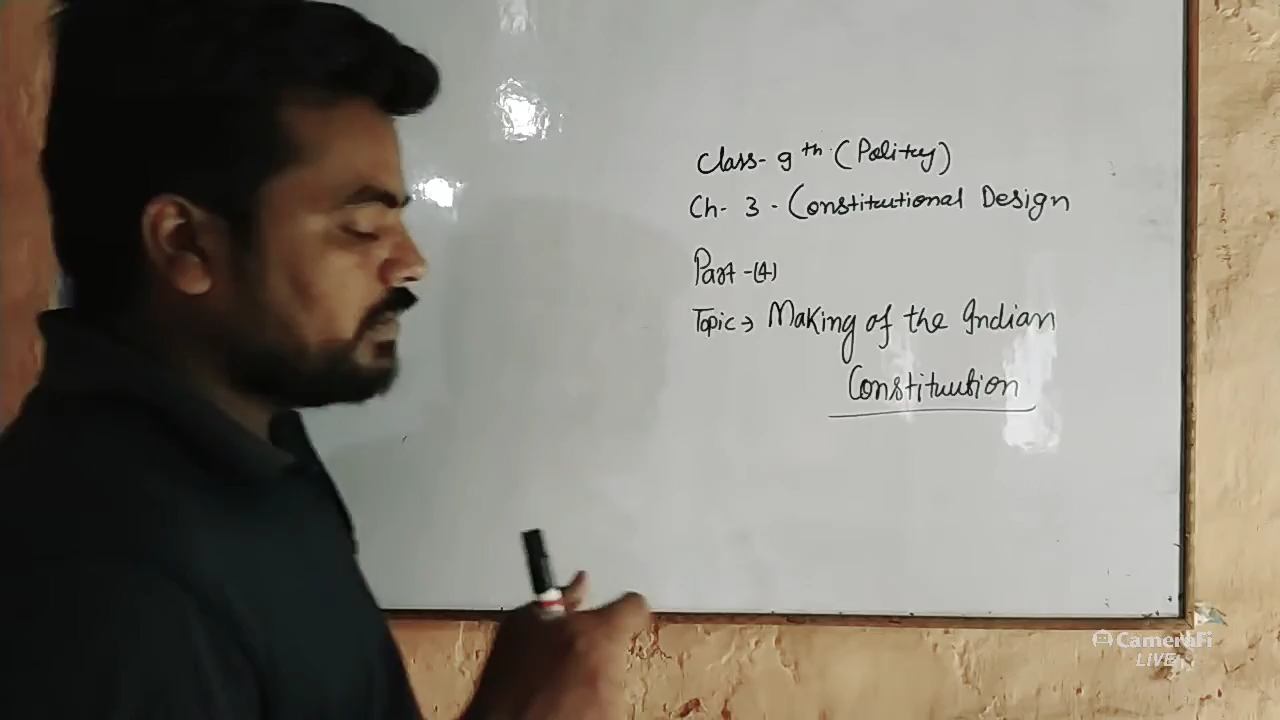 Class- 9th (Polity)
Ch- 3 - Constitutional Design
Part -(4)
Topic → Making of the Indian
Constitution
CameraFi
LIVE